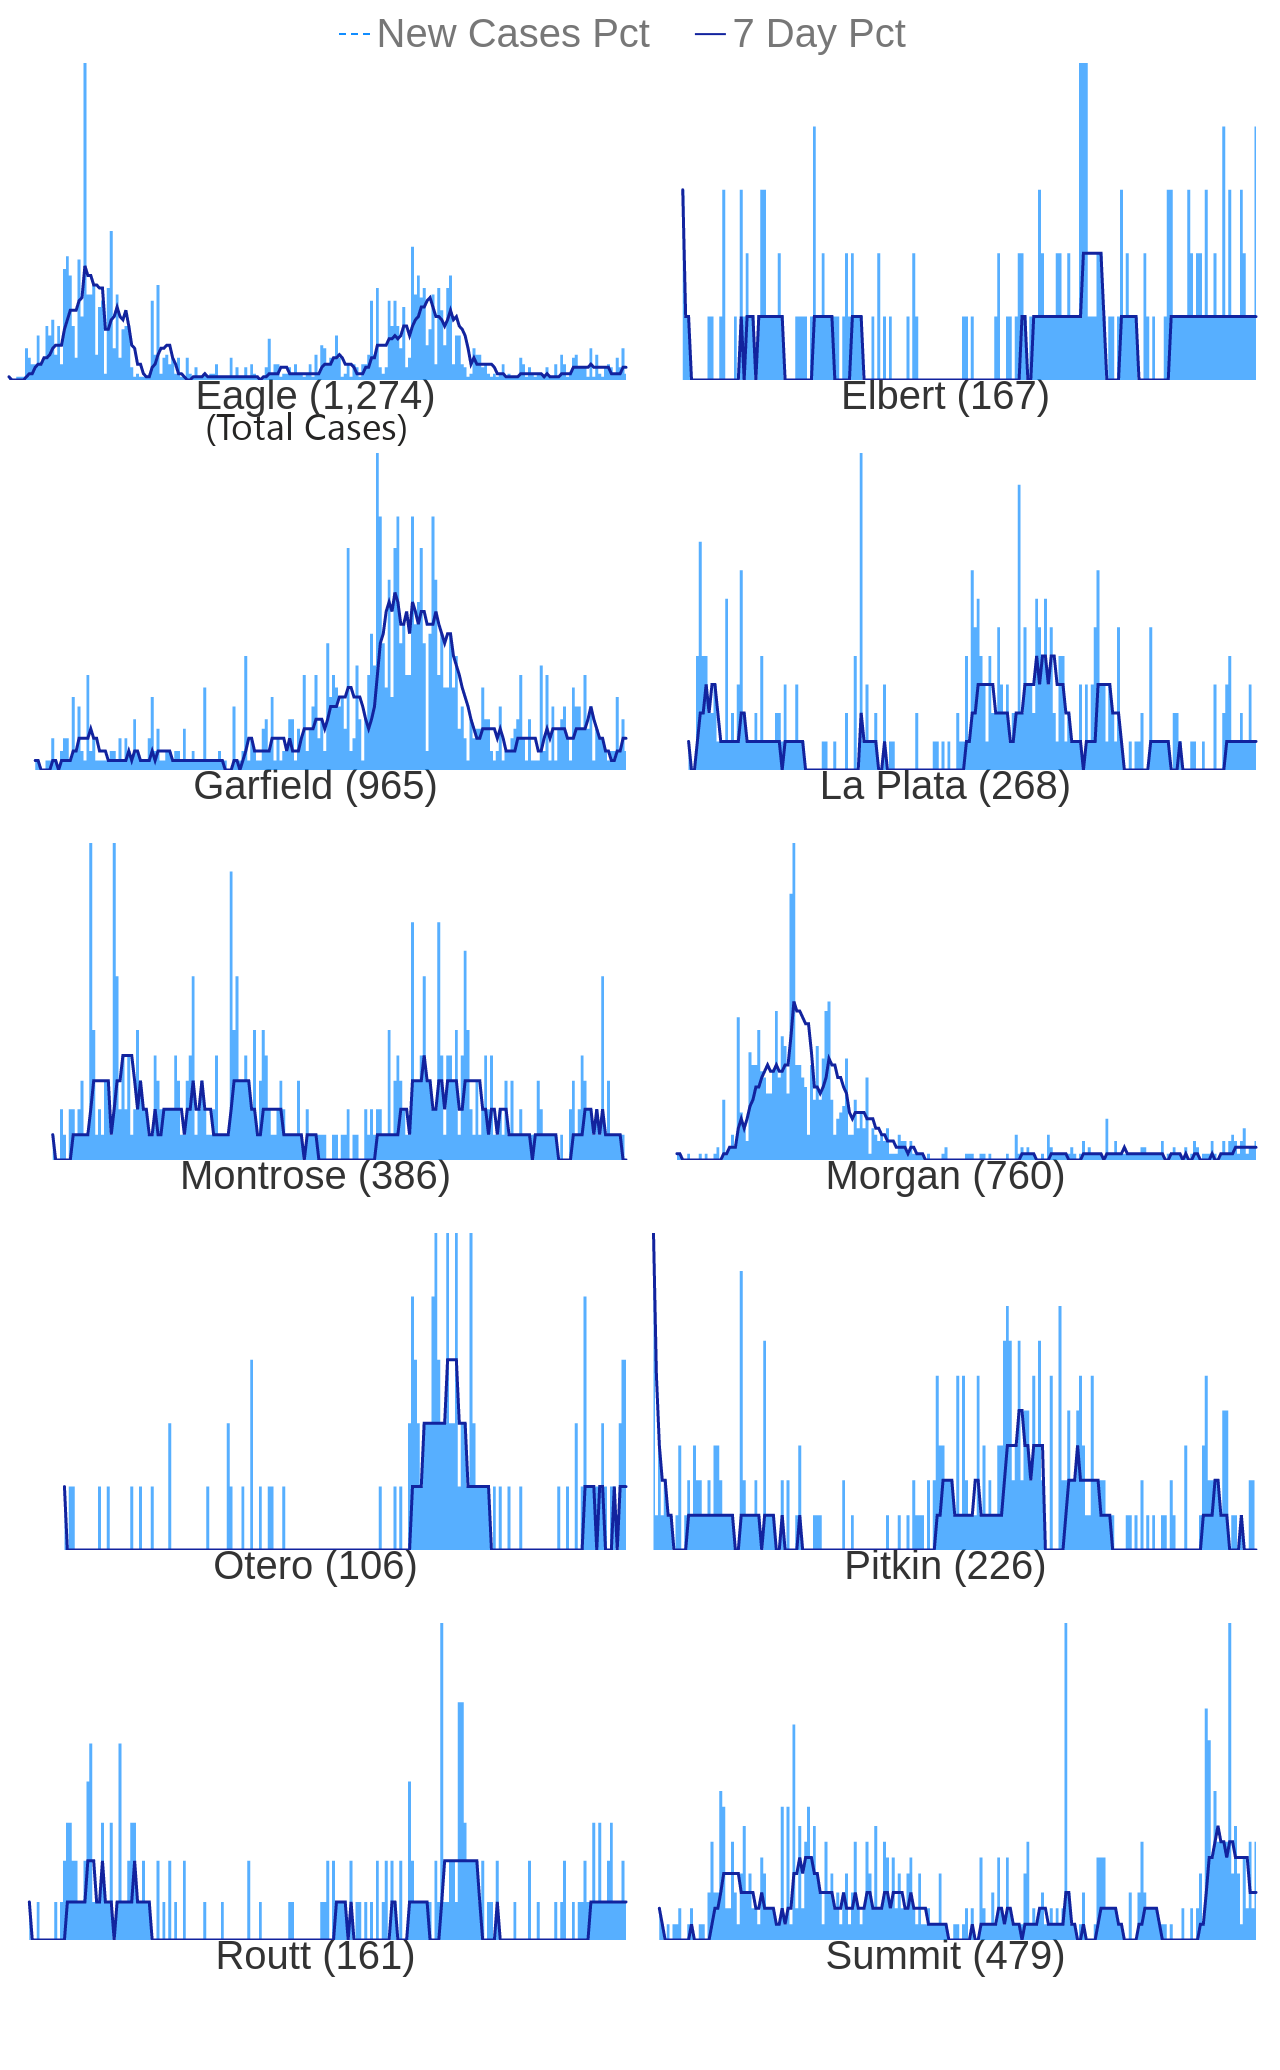 New Cases Pct 7 Day Pct
Eagle (1,274)
(Total Cases)
Elbert (167)
Garfield (965)
La Plata (268)
Montrose (386)
Morgan (760)
Otero (106)
Pitkin (226)
Routt (161)
Summit (479)